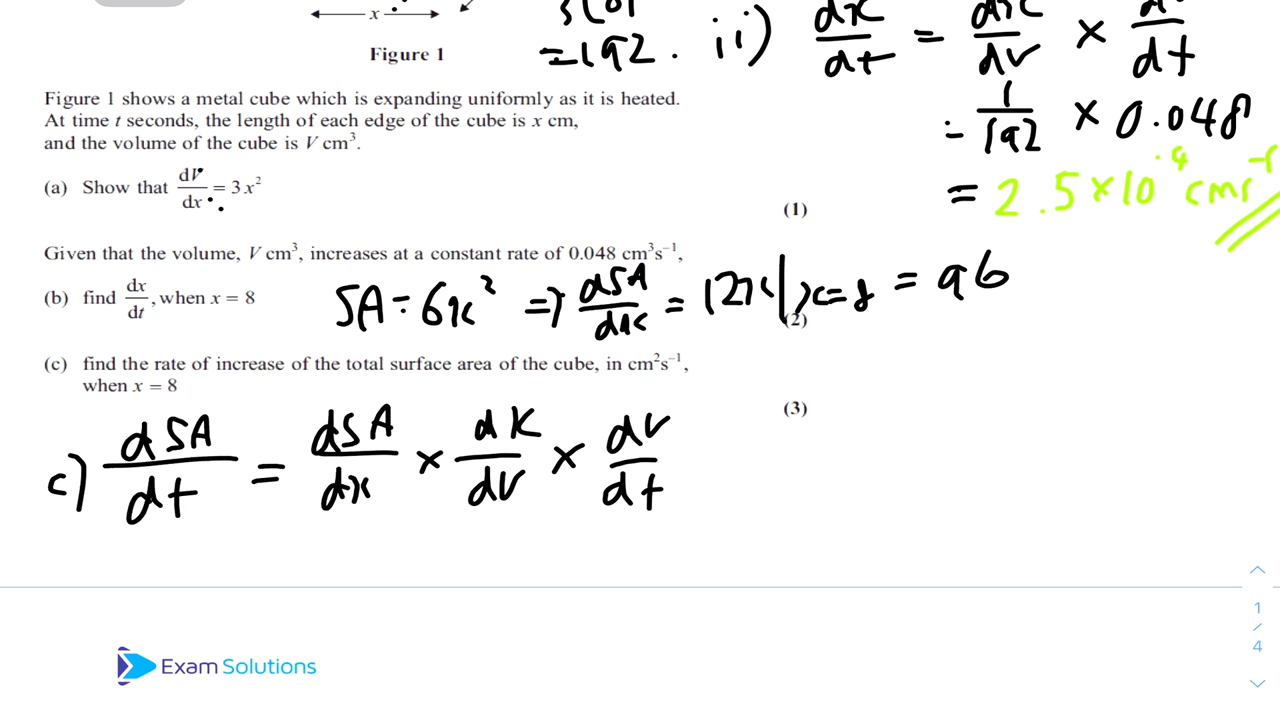 x
Figure 1
= 192. ii) dx/dt = dx/dv × /dt
= 1/192 × 0.048
= 2.5 × 10⁻⁴ cms⁻¹
Figure 1 shows a metal cube which is expanding uniformly as it is heated.
At time t seconds, the length of each edge of the cube is x cm,
and the volume of the cube is V cm³.
(a) Show that dV/dx = 3x²
(1)
Given that the volume, V cm³, increases at a constant rate of 0.048 cm³s⁻¹,
(b) find dx/dt, when x = 8
SA = 6x² => dSA/dx = 12x|x=8 = 96
(2)
(c) find the rate of increase of the total surface area of the cube, in cm²s⁻¹,
when x = 8
(3)
c) dSA/dt = dSA/dx × dx/dv × dv/dt
1
/
4
Exam Solutions